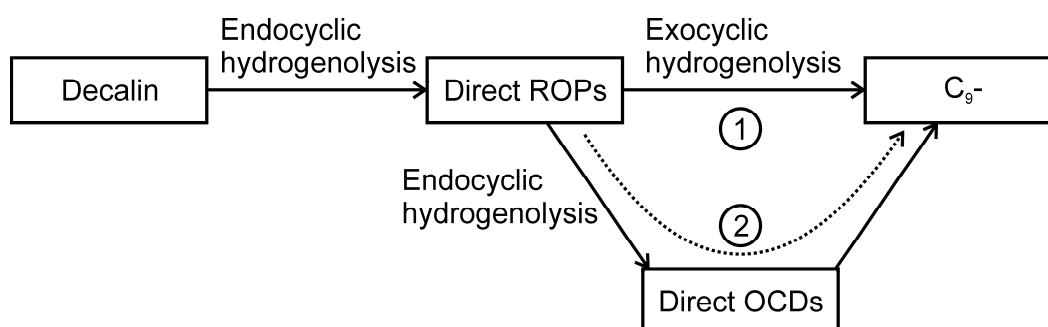 Endocyclic
hydrogenolysis
Exocyclic
hydrogenolysis
Decalin
Direct ROPs
C₉-
1
Endocyclic
hydrogenolysis
2
Direct OCDs